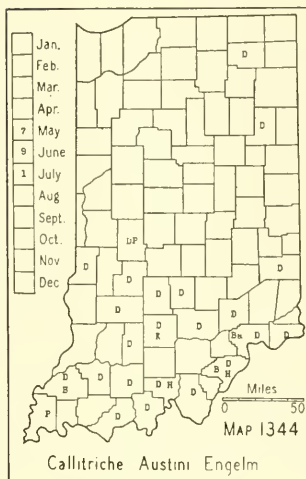 Jan.
Feb.
Mar.
Apr.
7 May
9 June
1 July
Aug
Sept.
Oct.
Nov
Dec
D
D
DP
D
D
D
D D
D
D
D
K
D
D
Ba D D
D
D
B H
D
B
D
D H
D
P
D
D
Miles
0 50
MAP 1344
Callitriche Austini Engelm